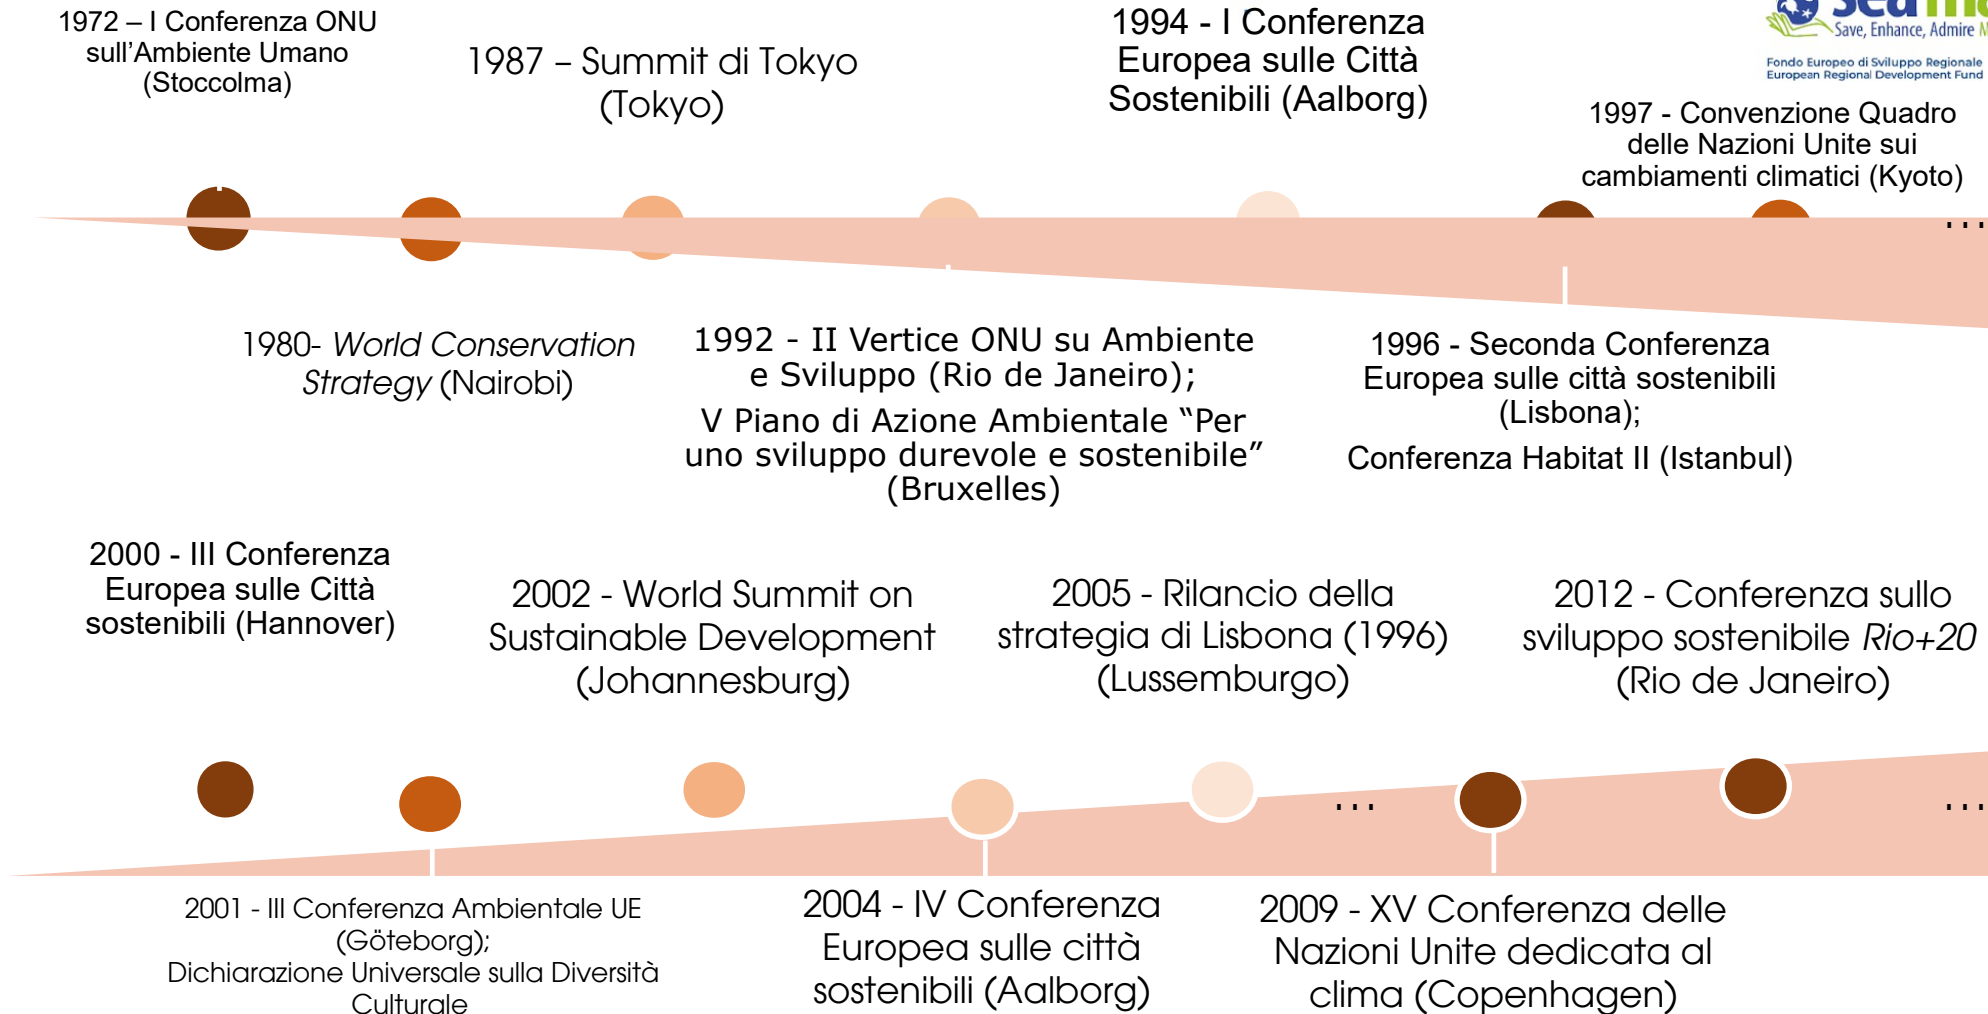 1972 – I Conferenza ONU
sull'Ambiente Umano
(Stoccolma)
1987 – Summit di Tokyo
(Tokyo)
1994 - I Conferenza
Europea sulle Città
Sostenibili (Aalborg)
Save, Enhance, Admire
Fondo Europeo di Sviluppo Regionale
European Regional Development Fund
1997 - Convenzione Quadro
delle Nazioni Unite sui
cambiamenti climatici (Kyoto)
...
1980- World Conservation
Strategy (Nairobi)
1992 - II Vertice ONU su Ambiente
e Sviluppo (Rio de Janeiro);
V Piano di Azione Ambientale “Per
uno sviluppo durevole e sostenibile”
(Bruxelles)
1996 - Seconda Conferenza
Europea sulle città sostenibili
(Lisbona);
Conferenza Habitat II (Istanbul)
2000 - III Conferenza
Europea sulle Città
sostenibili (Hannover)
2002 - World Summit on
Sustainable Development
(Johannesburg)
2005 - Rilancio della
strategia di Lisbona (1996)
(Lussemburgo)
2012 - Conferenza sullo
sviluppo sostenibile Rio+20
(Rio de Janeiro)
...
...
2001 - III Conferenza Ambientale UE
(Göteborg);
Dichiarazione Universale sulla Diversità
Culturale
2004 - IV Conferenza
Europea sulle città
sostenibili (Aalborg)
2009 - XV Conferenza delle
Nazioni Unite dedicata al
clima (Copenhagen)